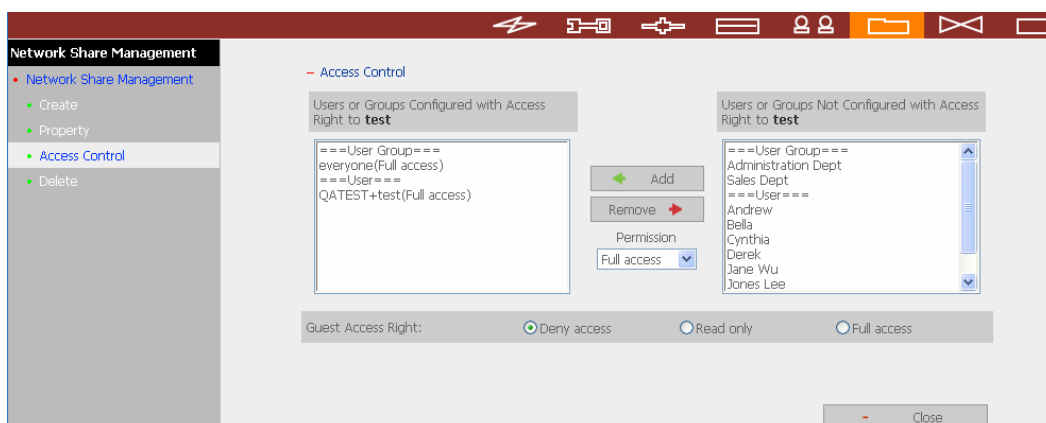 Network Share Management
Network Share Management
Create
Property
Access Control
Delete
– Access Control
Users or Groups Configured with Access
Right to test
===User Group===
everyone(Full access)
===User===
QATEST+test(Full access)
Add
Remove
Permission
Full access
Users or Groups Not Configured with Access
Right to test
===User Group===
Administration Dept
Sales Dept
===User===
Andrew
Bella
Cynthia
Derek
Jane Wu
Jones Lee
Guest Access Right: Deny access Read only Full access
- Close